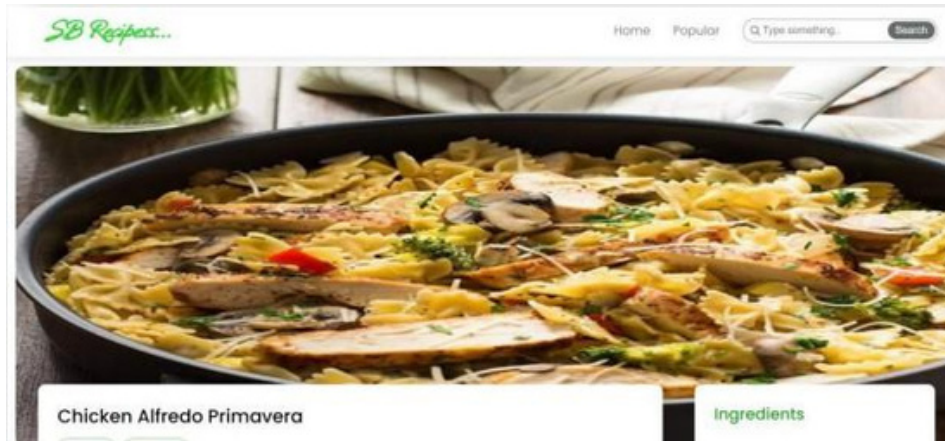 SB Recipess...
Home Popular Type something... Search
Chicken Alfredo Primavera
Ingredients